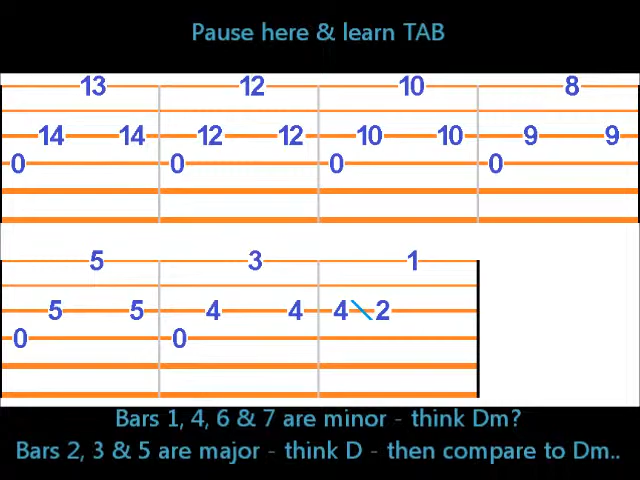 Pause here & learn TAB
13 12 10 8
14 14 12 12 10 10 9 9
0 0 0 0
5 3 1
5 5 4 4 4 2
0 0
Bars 1, 4, 6 & 7 are minor - think Dm?
Bars 2, 3 & 5 are major - think D - then compare to Dm..